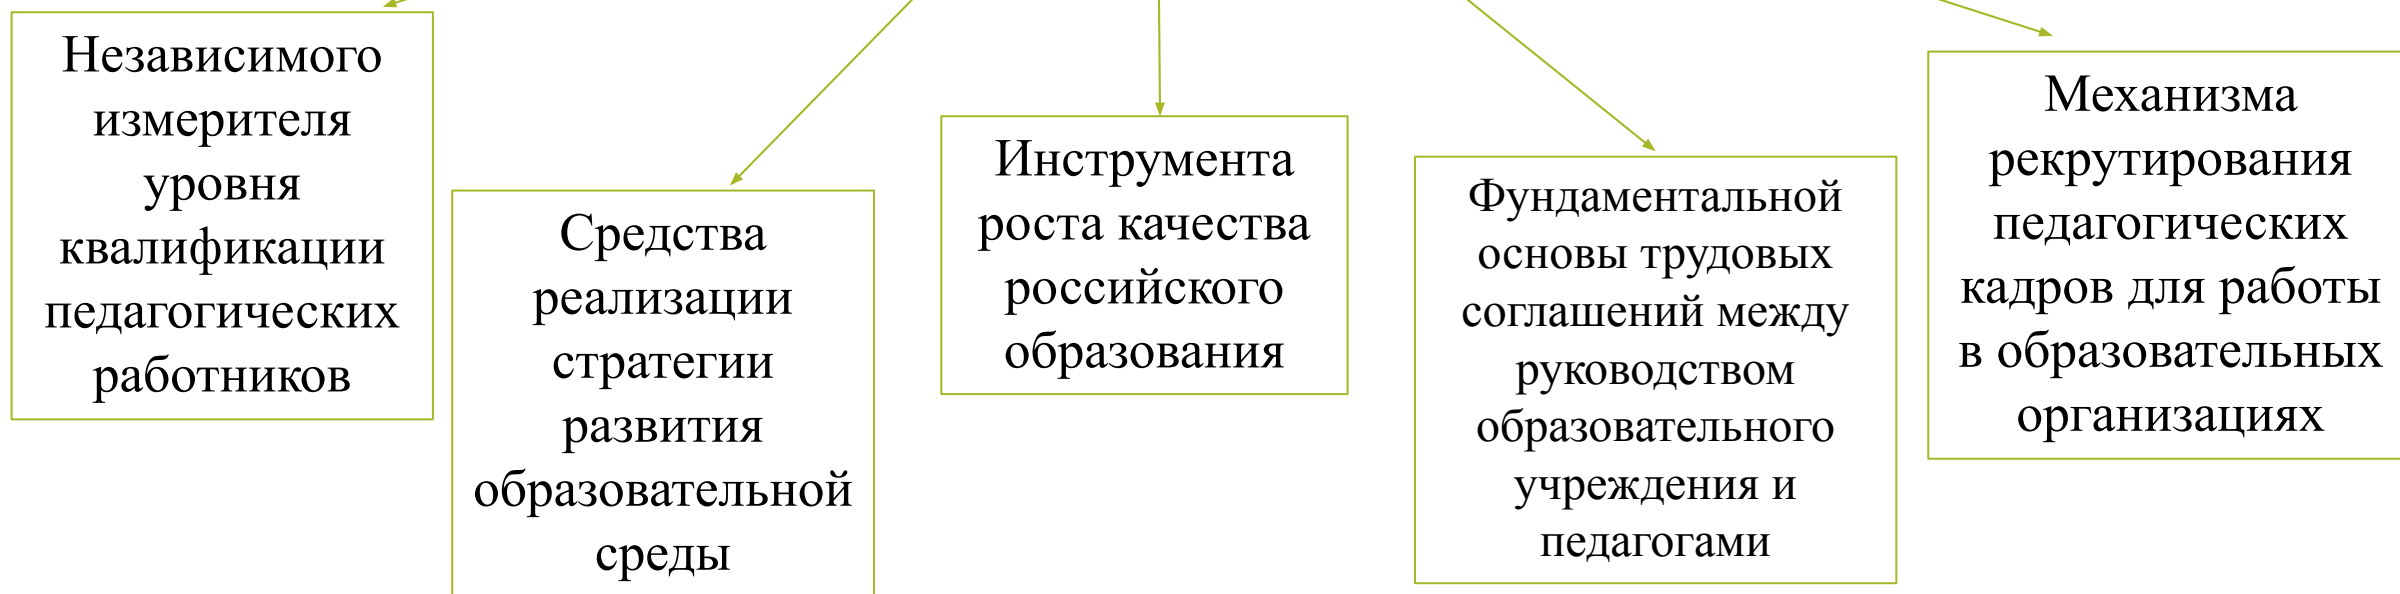 Независимого
измерителя
уровня
квалификации
педагогических
работников
Средства
реализации
стратегии
развития
образовательной
среды
Инструмента
роста качества
российского
образования
Фундаментальной
основы трудовых
соглашений между
руководством
образовательного
учреждения и
педагогами
Механизма
рекрутирования
педагогических
кадров для работы
в образовательных
организациях